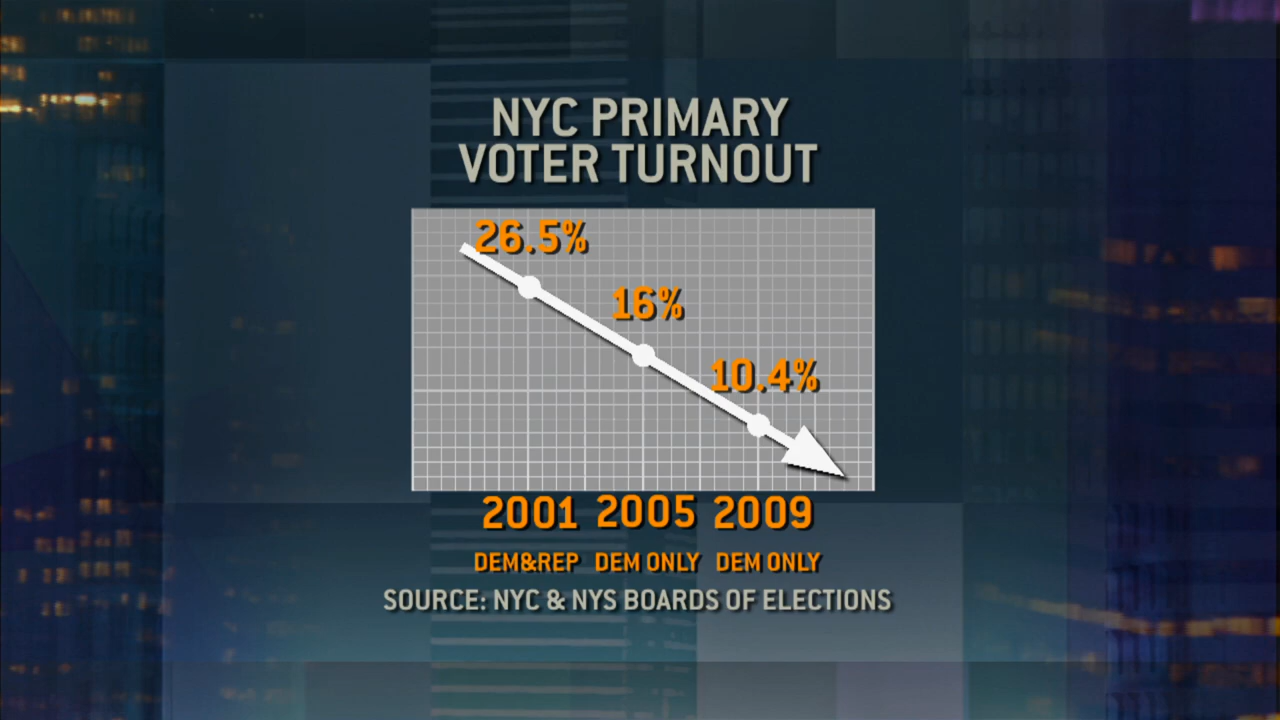 NYC PRIMARY
VOTER TURNOUT
26.5%
16%
10.4%
2001 2005 2009
DEM&REP DEM ONLY DEM ONLY
SOURCE: NYC & NYS BOARDS OF ELECTIONS